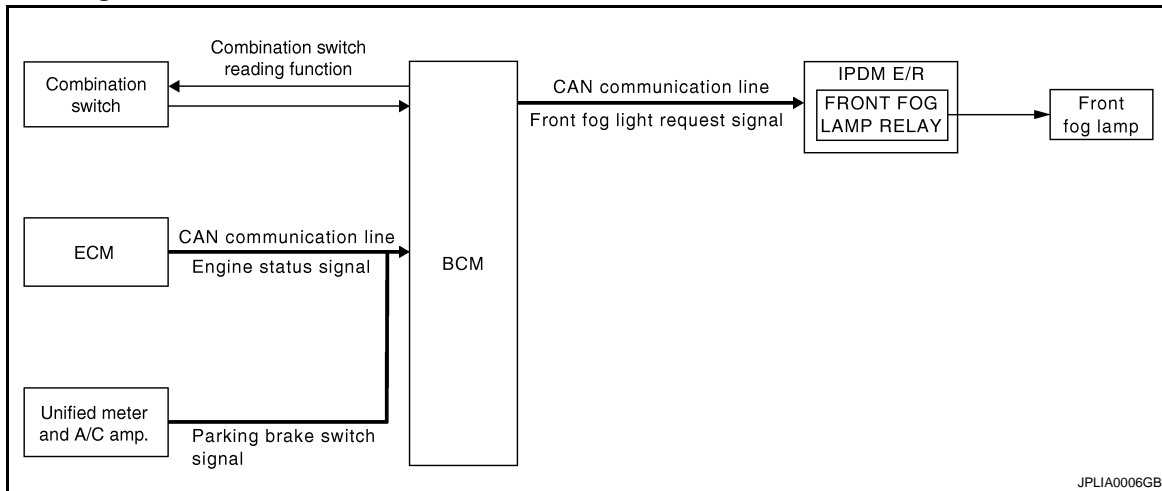 Combination switch
reading function
Combination
switch
BCM
CAN communication line
Front fog light request signal
IPDM E/R
FRONT FOG
LAMP RELAY
Front
fog lamp
ECM
CAN communication line
Engine status signal
Unified meter
and A/C amp.
Parking brake switch
signal
JPLIA0006GB